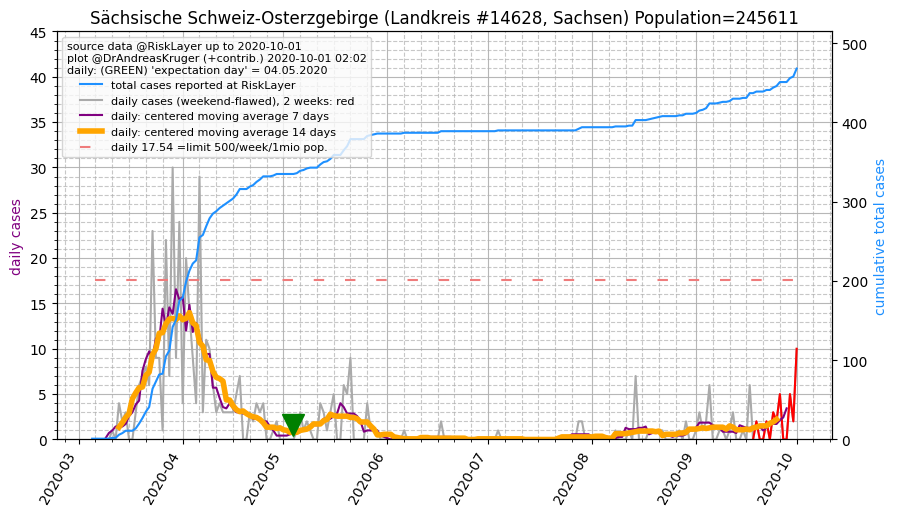 Sächsische Schweiz-Osterzgebirge (Landkreis #14628, Sachsen) Population=245611
source data @RiskLayer up to 2020-10-01
plot @DrAndreasKruger (+contrib.) 2020-10-01 02:02
daily: (GREEN) 'expectation day' = 04.05.2020
total cases reported at RiskLayer
daily cases (weekend-flawed), 2 weeks: red
daily: centered moving average 7 days
daily: centered moving average 14 days
daily 17.54 =limit 500/week/1mio pop.
daily cases
45
40
35
30
25
20
15
10
5
0
500
400
300
200
100
0
cumulative total cases
2020-03
2020-04
2020-05
2020-06
2020-07
2020-08
2020-09
2020-10